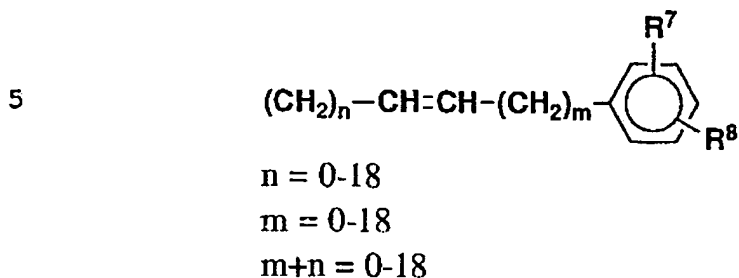 R⁷
5 (CH₂)ₙ–CH=CH–(CH₂)ₘ
R⁸
n = 0-18
m = 0-18
m+n = 0-18